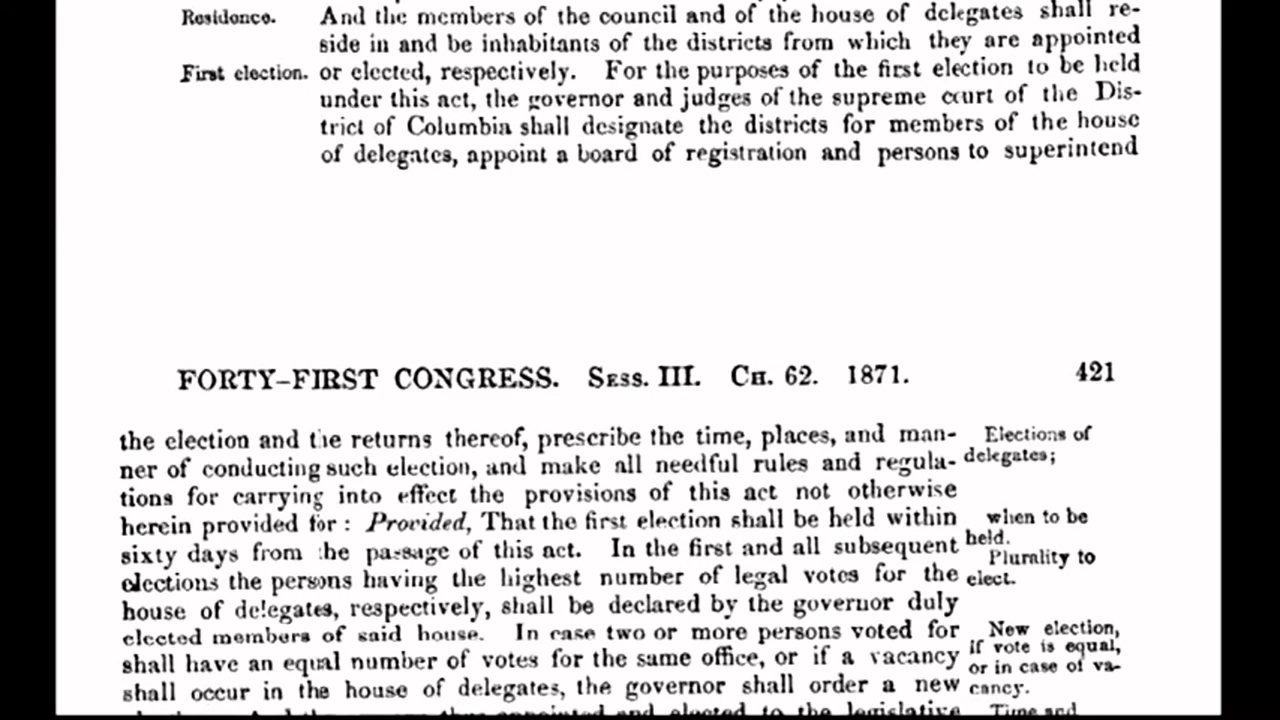 Residence. And the members of the council and of the house of delegates shall re-
side in and be inhabitants of the districts from which they are appointed
First election. or elected, respectively. For the purposes of the first election to be held
under this act, the governor and judges of the supreme court of the Dis-
trict of Columbia shall designate the districts for members of the house
of delegates, appoint a board of registration and persons to superintend
FORTY-FIRST CONGRESS. Sess. III. Ch. 62. 1871. 421
the election and the returns thereof, prescribe the time, places, and man- Elections of
ner of conducting such election, and make all needful rules and regula- delegates;
tions for carrying into effect the provisions of this act not otherwise
herein provided for: Provided, That the first election shall be held within when to be
sixty days from the passage of this act. In the first and all subsequent held.
elections the persons having the highest number of legal votes for the Plurality to
house of delegates, respectively, shall be declared by the governor duly elect.
elected members of said house. In case two or more persons voted for New election,
shall have an equal number of votes for the same office, or if a vacancy if vote is equal,
shall occur in the house of delegates, the governor shall order a new or in case of va-
cancy.
appointed and elected to the legislative Time and